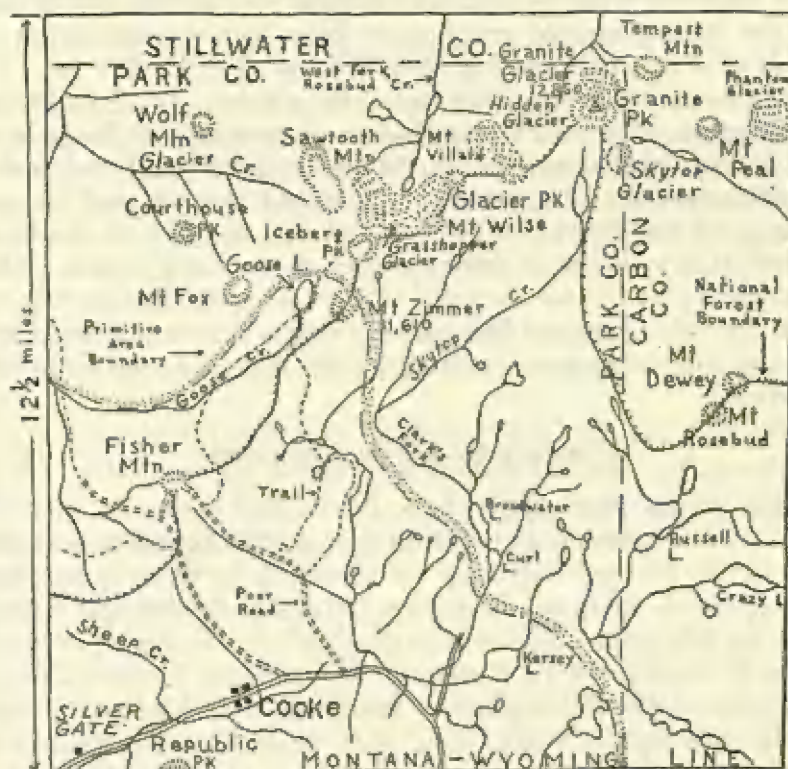 STILLWATER CO.
PARK CO.
West Fork
Rosebud Cr.
Granite
Glacier
12,850
Tempest
Mtn
Phantom
Glacier
Hidden
Glacier
Granite
Pk
Wolf
Mtn
Glacier Cr.
Sawtooth
Mtn
Mt
Villard
Mt
Peal
Skytop
Glacier
Courthouse
Pk
Iceberg
Pk
Glacier Pk
Mt Wilse
Grasshopper
Glacier
Goose L.
Mt Fox
Mt Zimmer
11,610
PARK CO.
CARBON
CO.
National
Forest
Boundary
Primitive
Area
Boundary
Goose Cr.
Skytop Cr.
Mt
Dewey
Mt
Rosebud
12½ miles
Fisher
Mtn
Trail
Clark's
Fork
Broadwater
Curl
L
Russell
L
Poor
Road
Crazy L
Sheep Cr.
Kersey
L
Cooke
SILVER
GATE
Republic
Pk
MONTANA-WYOMING LINE